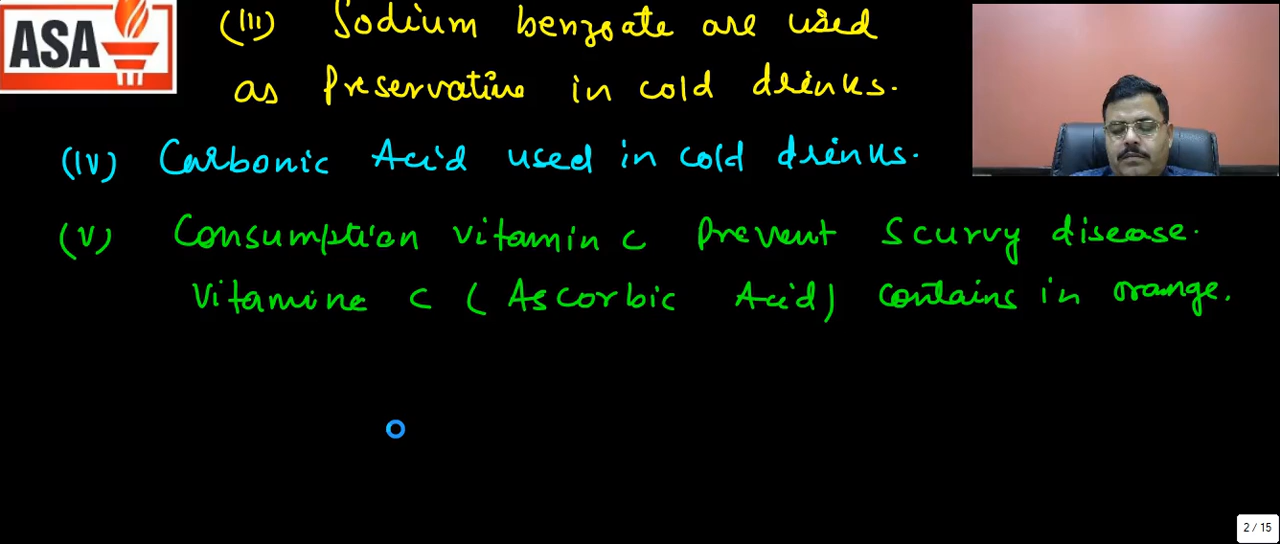 ASA
(III) Sodium benzoate are used
as Preservative in cold drinks.
(IV) Carbonic Acid used in cold drinks.
(V) Consumption vitamin C Prevent Scurvy disease.
Vitamine C (Ascorbic Acid) contains in orange.
2 / 15